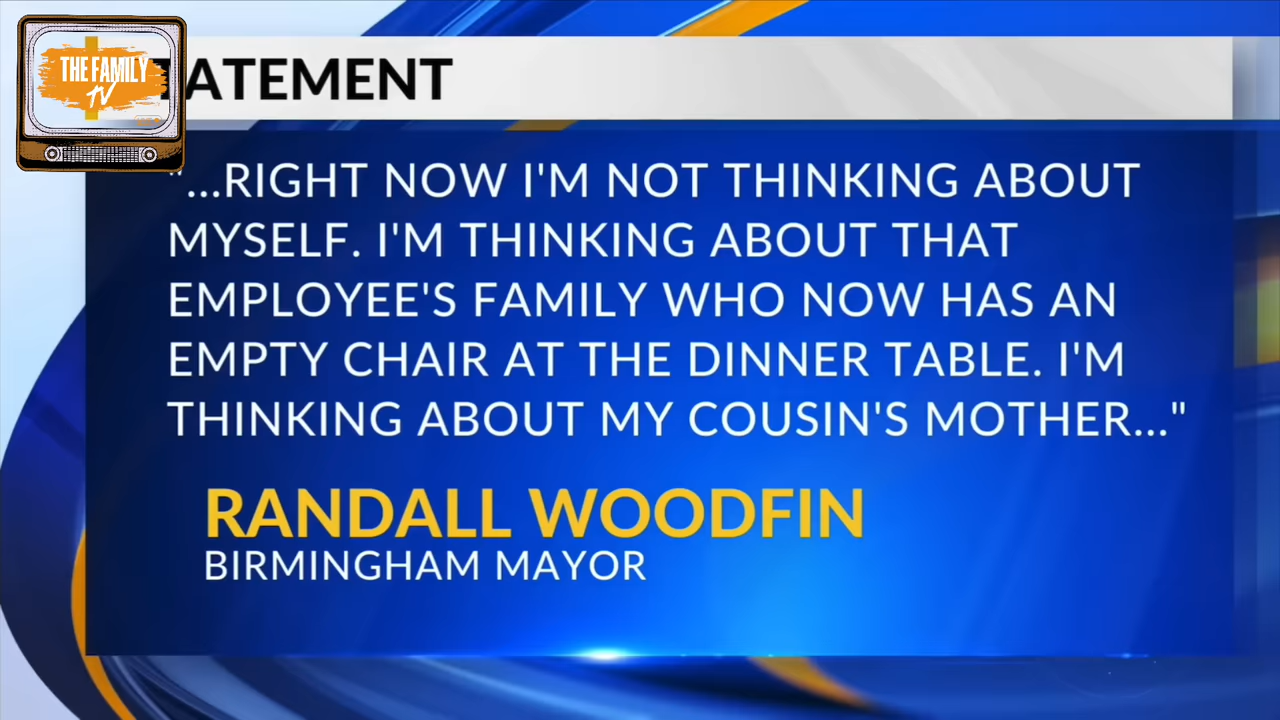 THE FAMILY
TV
TATEMENT
"...RIGHT NOW I'M NOT THINKING ABOUT
MYSELF. I'M THINKING ABOUT THAT
EMPLOYEE'S FAMILY WHO NOW HAS AN
EMPTY CHAIR AT THE DINNER TABLE. I'M
THINKING ABOUT MY COUSIN'S MOTHER..."
RANDALL WOODFIN
BIRMINGHAM MAYOR